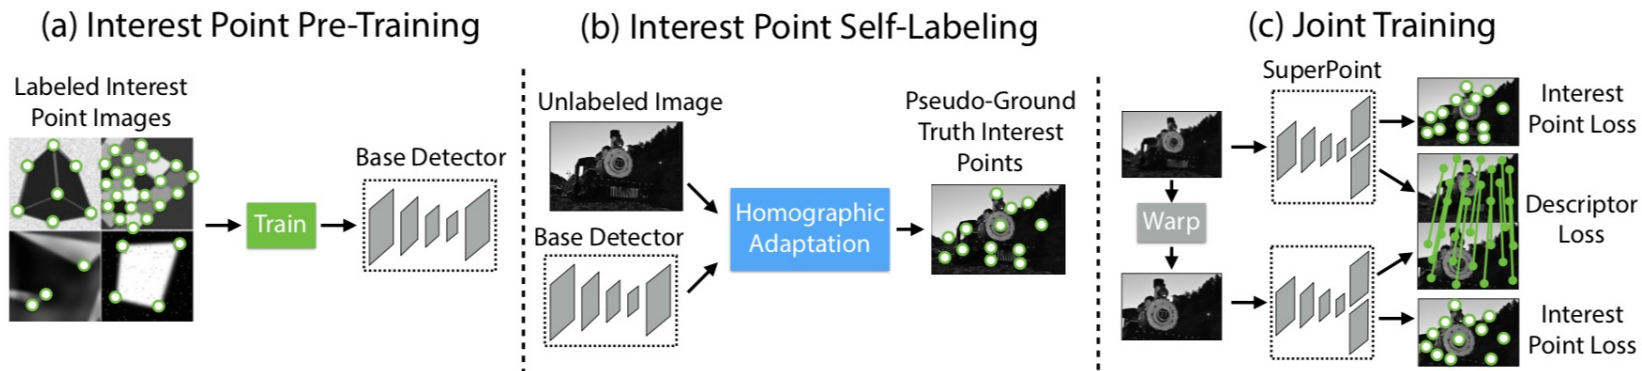 (a) Interest Point Pre-Training
Labeled Interest
Point Images
Train
Base Detector
(b) Interest Point Self-Labeling
Unlabeled Image
Base Detector
Homographic
Adaptation
Pseudo-Ground
Truth Interest
Points
(c) Joint Training
SuperPoint
Warp
Interest
Point Loss
Descriptor
Loss
Interest
Point Loss